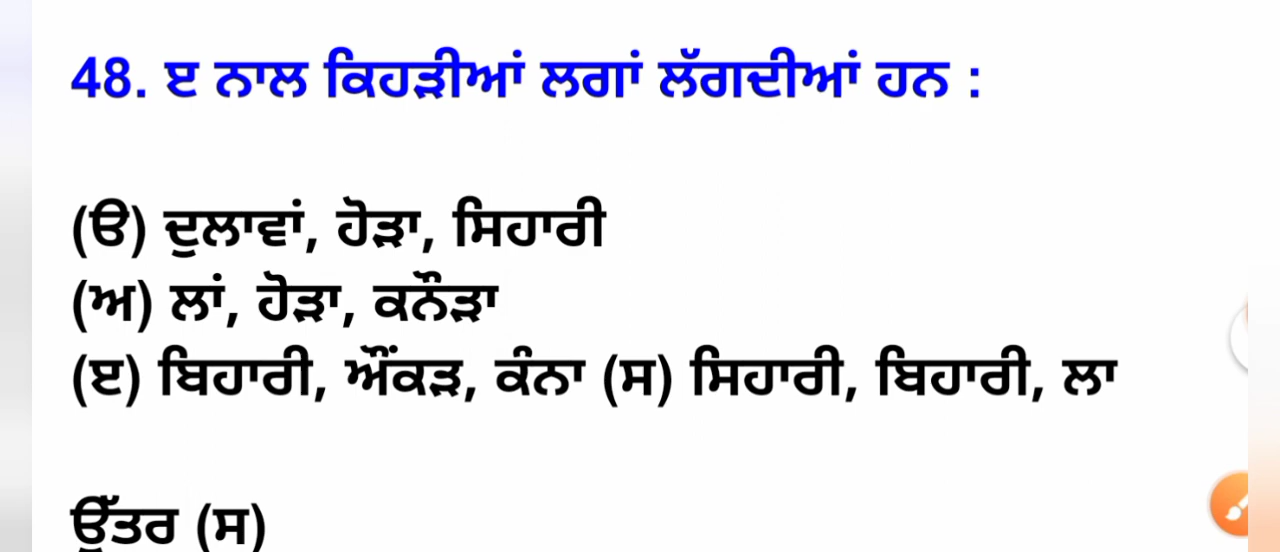 48. ੲ ਨਾਲ ਕਿਹੜੀਆਂ ਲਗਾਂ ਲੱਗਦੀਆਂ ਹਨ :
(ੳ) ਦੁਲਾਵਾਂ, ਹੋੜਾ, ਸਿਹਾਰੀ
(ਅ) ਲਾਂ, ਹੋੜਾ, ਕਨੌੜਾ
(ੲ) ਬਿਹਾਰੀ, ਔਂਕੜ, ਕੰਨਾ (ਸ) ਸਿਹਾਰੀ, ਬਿਹਾਰੀ, ਲਾ
ਉੱਤਰ (ਸ)